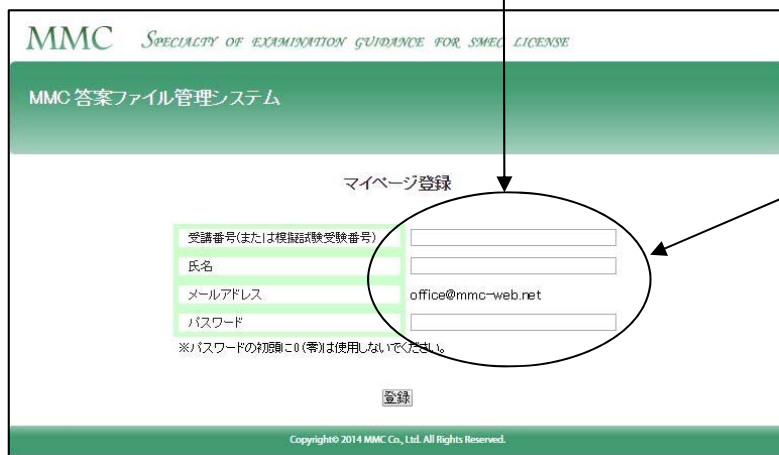 MMC SPECIALTY OF EXAMINATION GUIDANCE FOR SMEC LICENSE
MMC 答案ファイル管理システム
マイページ登録
受講番号(または模擬試験受験番号)
氏名
メールアドレス office@mmc-web.net
パスワード
※パスワードの初頭に0(零)は使用しないでください。
登録
Copyright© 2014 MMC Co., Ltd. All Rights Reserved.